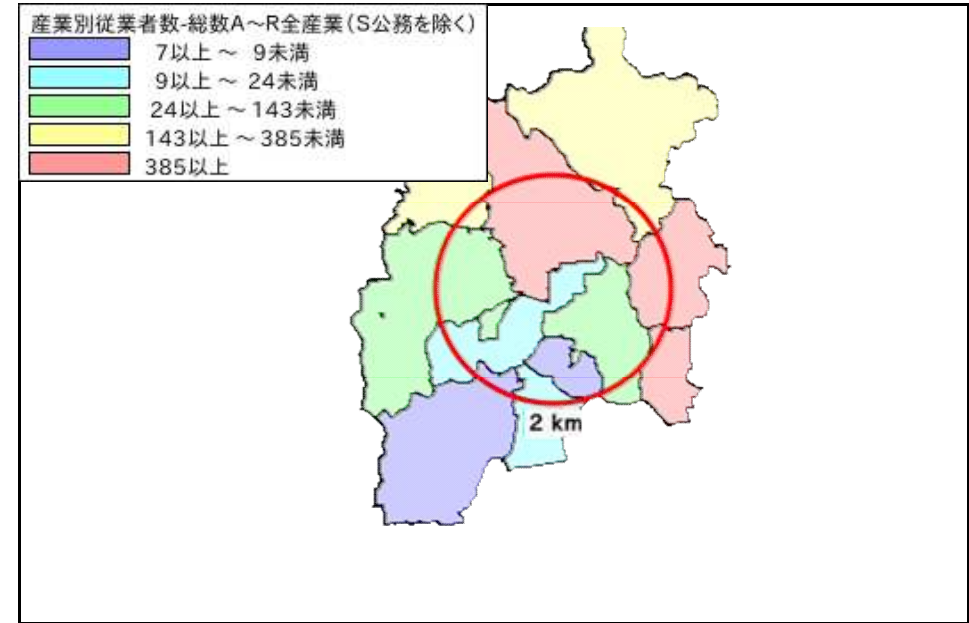 産業別従業者数-総数A～R全産業(S公務を除く)
7以上 ～ 9未満
9以上 ～ 24未満
24以上 ～143未満
143以上 ～ 385未満
385以上
2 km